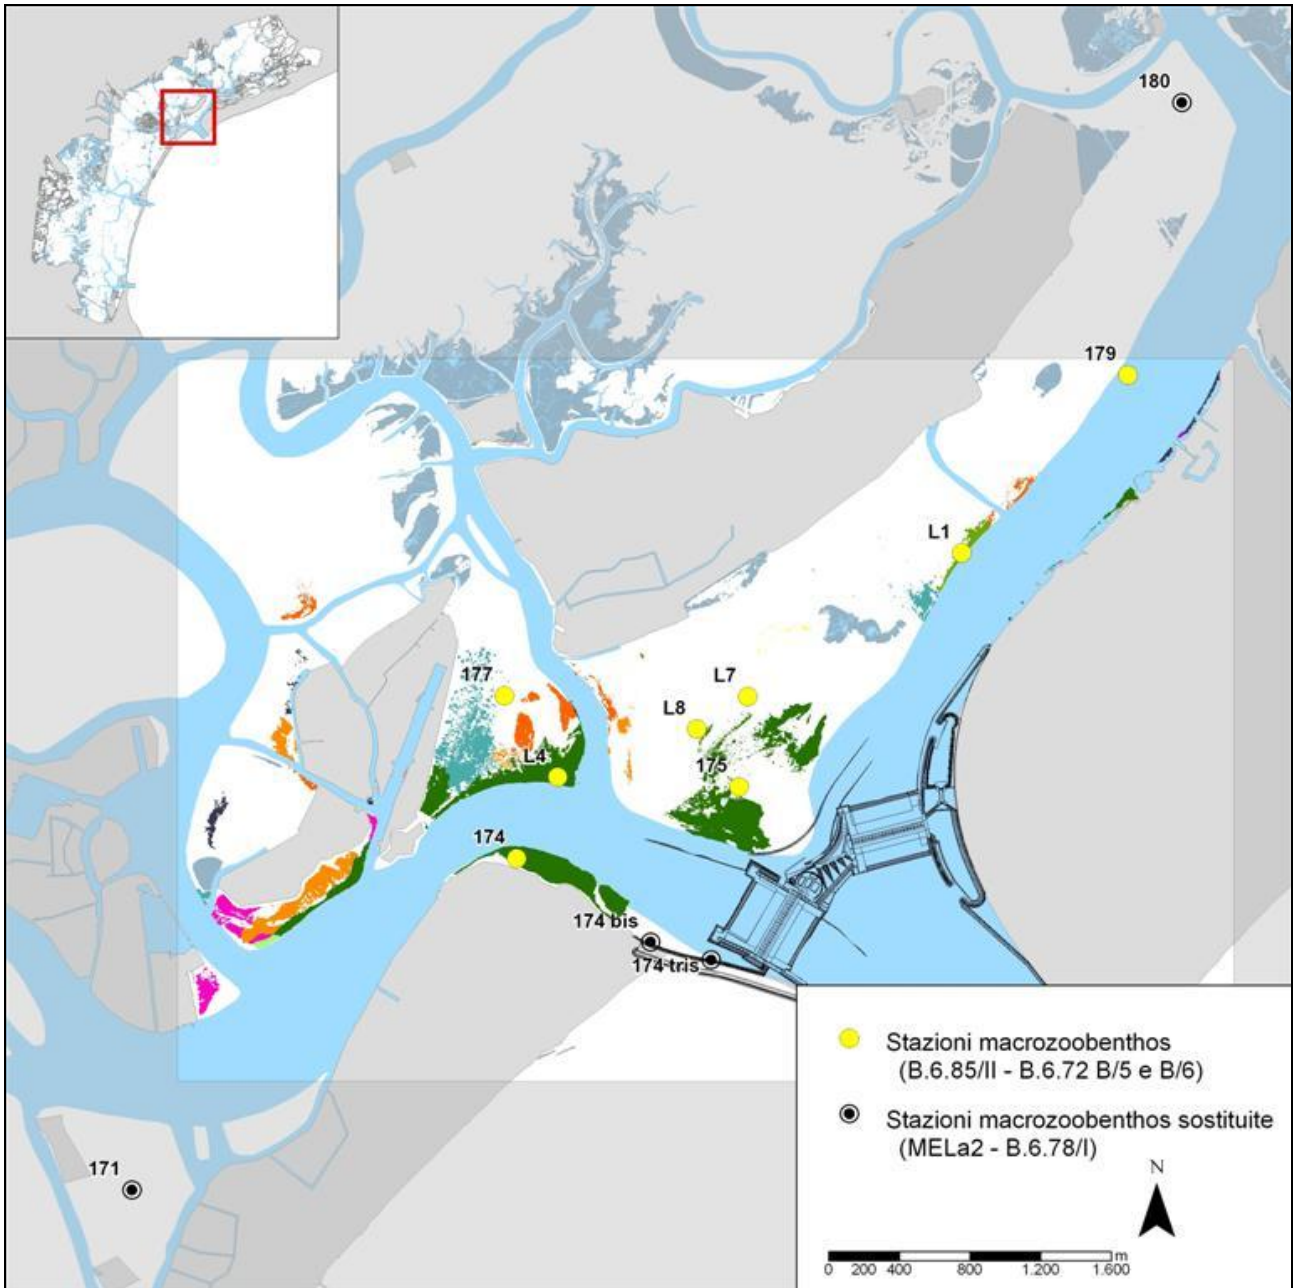 180
179
L1
177
L7
L8
L4
175
174
174 bis
174 tris
171
Stazioni macrozoobenthos
(B.6.85/II - B.6.72 B/5 e B/6)
Stazioni macrozoobenthos sostituite
(MELa2 - B.6.78/I)
N
m
0 200 400 800 1.200 1.600